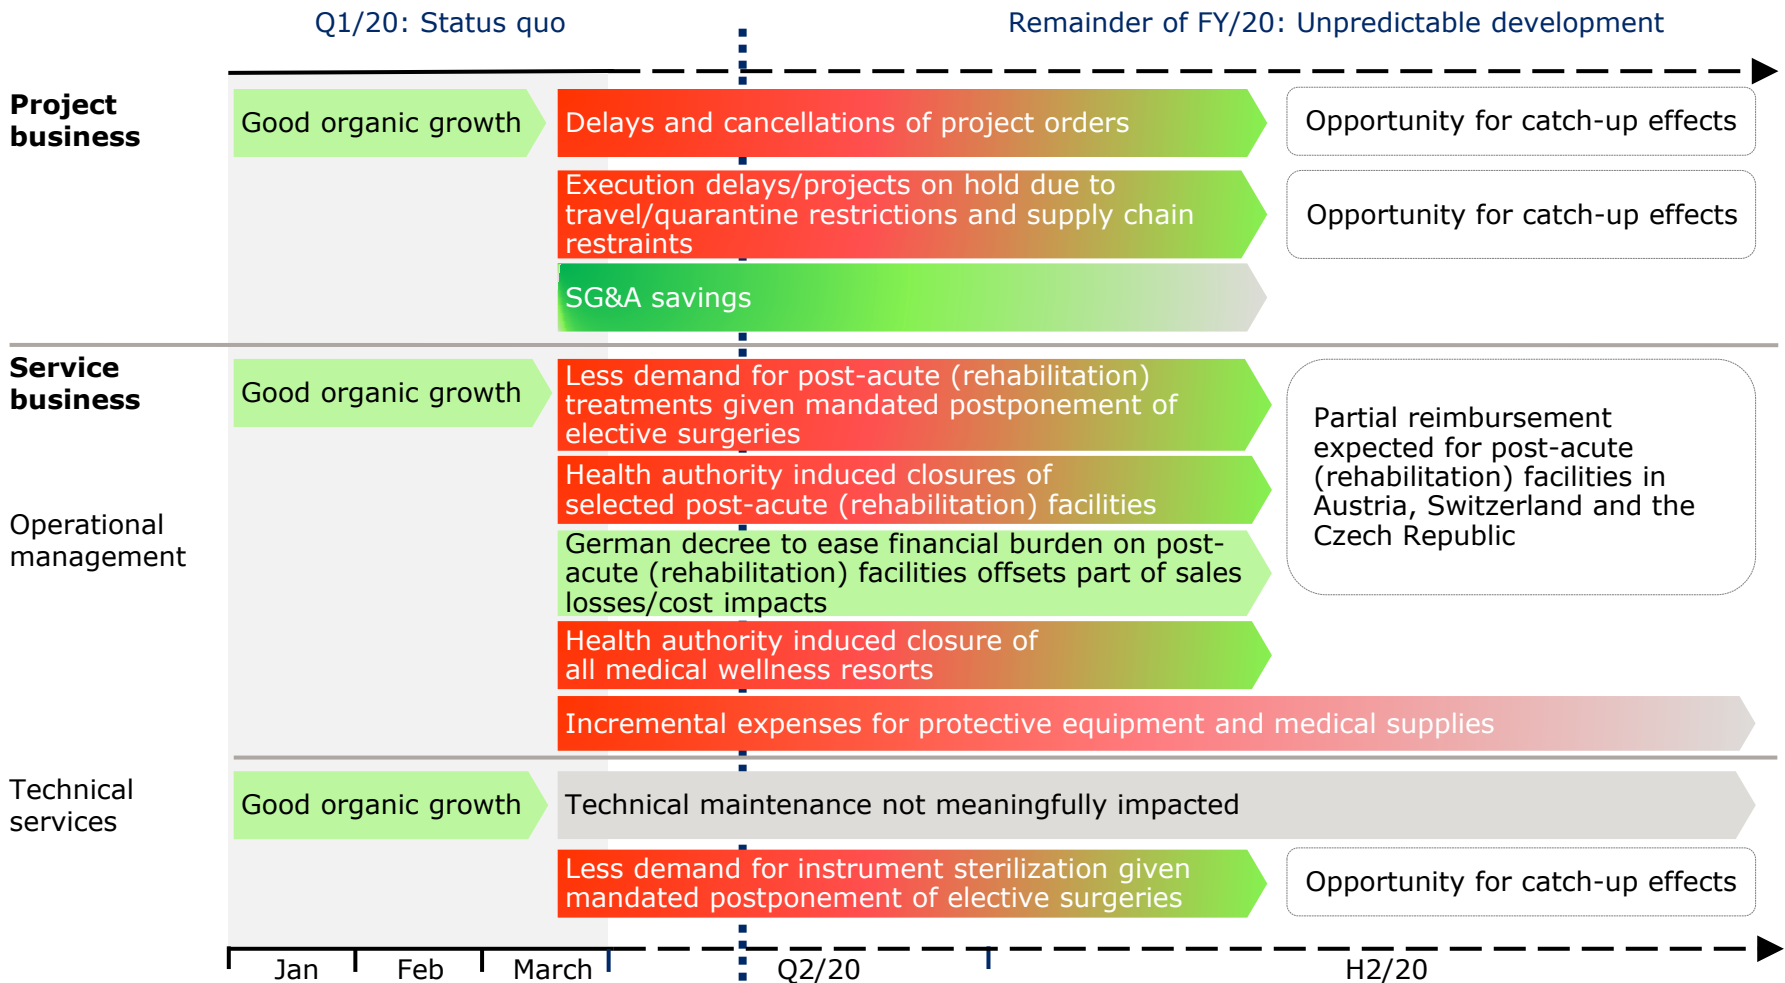 Q1/20: Status quo
Remainder of FY/20: Unpredictable development
Project
business
Good organic growth
Delays and cancellations of project orders
Opportunity for catch-up effects
Execution delays/projects on hold due to
travel/quarantine restrictions and supply chain
restraints
Opportunity for catch-up effects
SG&A savings
Service
business
Good organic growth
Less demand for post-acute (rehabilitation)
treatments given mandated postponement of
elective surgeries
Partial reimbursement
expected for post-acute
(rehabilitation) facilities in
Austria, Switzerland and the
Czech Republic
Operational
management
Health authority induced closures of
selected post-acute (rehabilitation) facilities
German decree to ease financial burden on post-
acute (rehabilitation) facilities offsets part of sales
losses/cost impacts
Health authority induced closure of
all medical wellness resorts
Incremental expenses for protective equipment and medical supplies
Technical
services
Good organic growth
Technical maintenance not meaningfully impacted
Less demand for instrument sterilization given
mandated postponement of elective surgeries
Opportunity for catch-up effects
Jan
Feb
March
Q2/20
H2/20